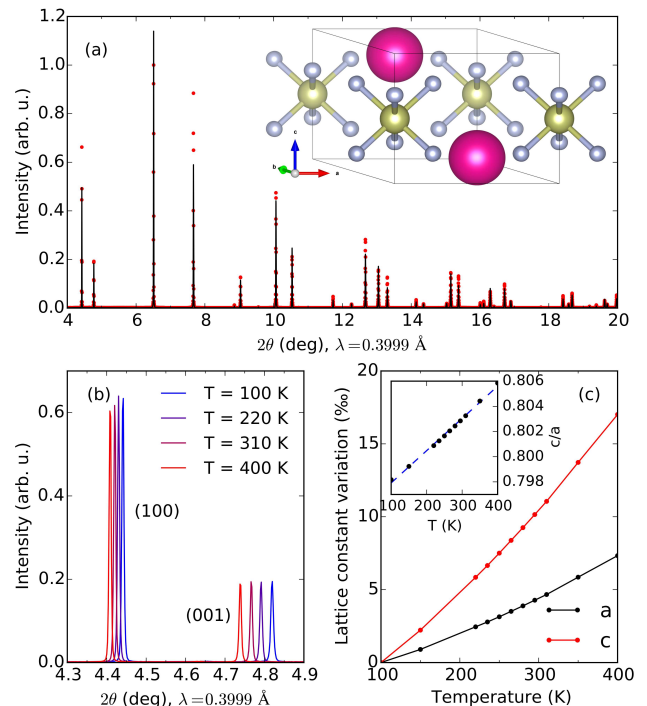 Intensity (arb. u.)
1.2
1.0
0.8
0.6
0.4
0.2
0.0
(a)
c
b
a
4 6 8 10 12 14 16 18 20
2θ (deg), λ=0.3999 Å
Intensity (arb. u.)
0.6
0.4
0.2
0.0
(b)
T = 100 K
T = 220 K
T = 310 K
T = 400 K
(100)
(001)
4.3 4.4 4.5 4.6 4.7 4.8 4.9
2θ (deg), λ=0.3999 Å
Lattice constant variation (‰)
20
15
10
5
0
(c)
0.806
0.804
0.802
0.800
0.798
c/a
100 200 300 400
T (K)
a
c
100 150 200 250 300 350 400
Temperature (K)